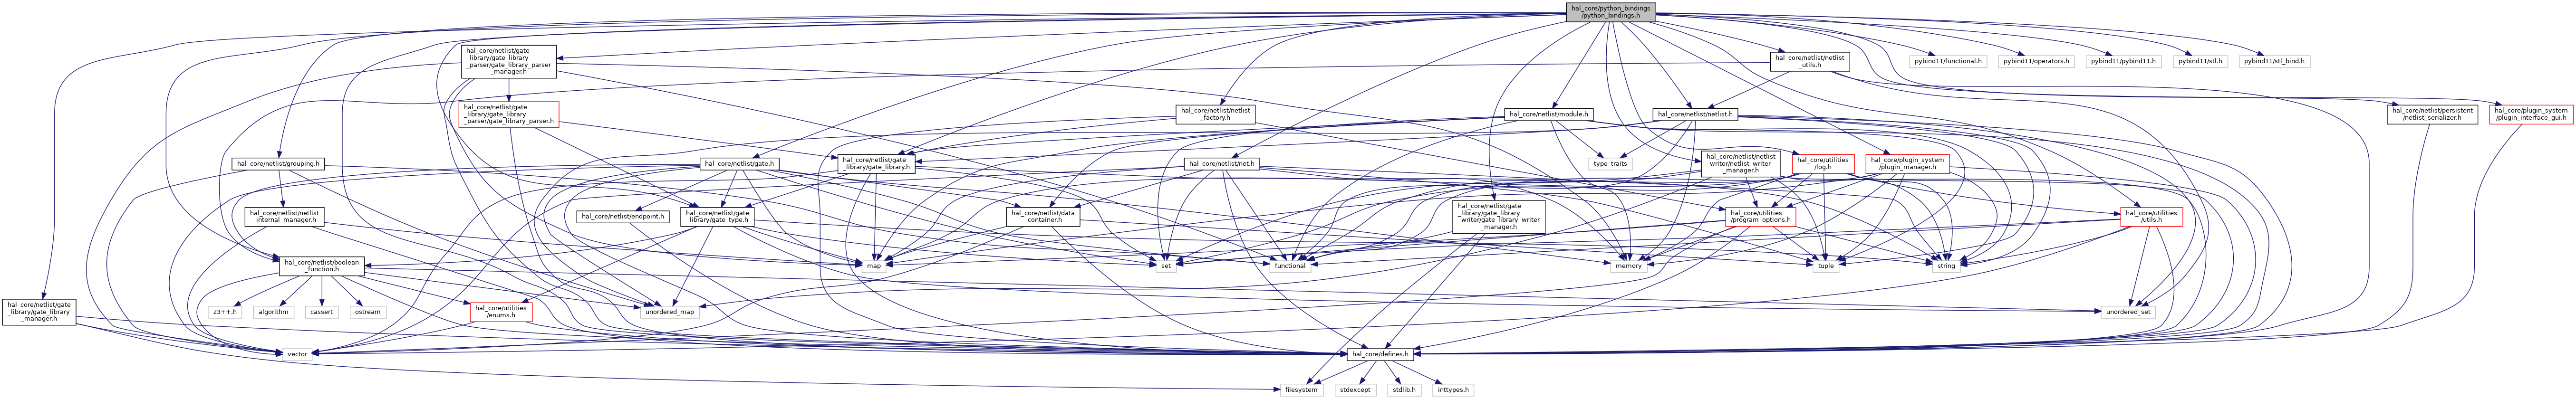 hal_core/python_bindings
/python_bindings.h
hal_core/netlist/gate
_library/gate_library
_parser/gate_library_parser
_manager.h
hal_core/netlist/netlist
_utils.h
pybind11/functional.h
pybind11/operators.h
pybind11/pybind11.h
pybind11/stl.h
pybind11/stl_bind.h
hal_core/netlist/gate
_library/gate_library
_parser/gate_library_parser.h
hal_core/netlist/netlist
_factory.h
hal_core/netlist/module.h
hal_core/netlist/netlist.h
hal_core/netlist/persistent
/netlist_serializer.h
hal_core/plugin_system
/plugin_interface_gui.h
hal_core/netlist/grouping.h
hal_core/netlist/gate.h
hal_core/netlist/gate
_library/gate_library.h
hal_core/netlist/net.h
type_traits
hal_core/netlist/netlist
_writer/netlist_writer
_manager.h
hal_core/utilities
/log.h
hal_core/plugin_system
/plugin_manager.h
hal_core/netlist/netlist
_internal_manager.h
hal_core/netlist/endpoint.h
hal_core/netlist/gate
_library/gate_type.h
hal_core/netlist/data
_container.h
hal_core/netlist/gate
_library/gate_library
_writer/gate_library_writer
_manager.h
hal_core/utilities
/program_options.h
hal_core/utilities
/utils.h
hal_core/netlist/boolean
_function.h
map
set
functional
memory
tuple
string
hal_core/netlist/gate
_library/gate_library
_manager.h
z3++.h
algorithm
cassert
ostream
hal_core/utilities
/enums.h
unordered_map
unordered_set
vector
hal_core/defines.h
filesystem
stdexcept
stdlib.h
inttypes.h